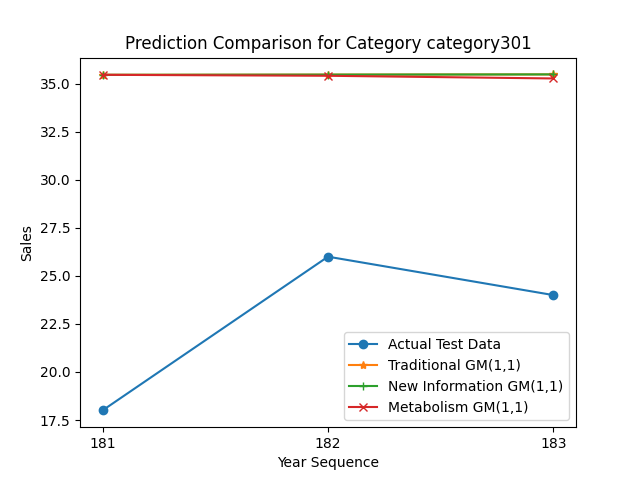 Prediction Comparison for Category category301
35.0
32.5
30.0
27.5
25.0
22.5
20.0
17.5
Sales
181
182
183
Year Sequence
Actual Test Data
Traditional GM(1,1)
New Information GM(1,1)
Metabolism GM(1,1)